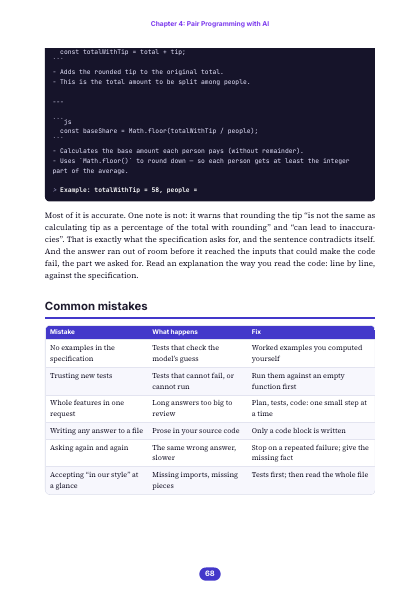 Chapter 4: Pair Programming with AI
const totalWithTip = total + tip;
```
- Adds the rounded tip to the original total.
- This is the total amount to be split among people.
---
```js
const baseShare = Math.floor(totalWithTip / people);
```
- Calculates the base amount each person pays (without remainder).
- Uses `Math.floor()` to round down — so each person gets at least the integer
part of the average.
> Example: totalWithTip = 58, people =
Most of it is accurate. One note is not: it warns that rounding the tip “is not the same as
calculating tip as a percentage of the total with rounding” and “can lead to inaccura-
cies”. That is exactly what the specification asks for, and the sentence contradicts itself.
And the answer ran out of room before it reached the inputs that could make the code
fail, the part we asked for. Read an explanation the way you read the code: line by line,
against the specification.
Common mistakes
Mistake What happens Fix
No examples in the Tests that check the Worked examples you computed
specification model’s guess yourself
Trusting new tests Tests that cannot fail, or Run them against an empty
cannot run function first
Whole features in one Long answers too big to Plan, tests, code: one small step at
request review a time
Writing any answer to a file Prose in your source code Only a code block is written
Asking again and again The same wrong answer, Stop on a repeated failure; give the
slower missing fact
Accepting “in our style” at Missing imports, missing Tests first; then read the whole file
a glance pieces
68